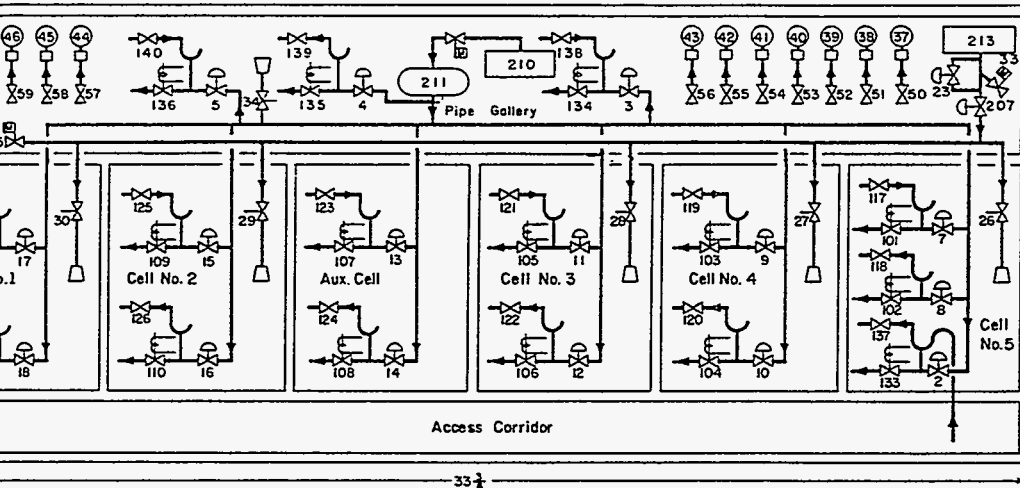 46 45 44 140 139 138 43 42 41 40 39 38 37 213
210
211
33
59 58 57 136 5 34 135 4 134 3 56 55 54 53 52 51 50 23 207
Pipe Gallery
30 29 28 27 26
125 123 121 119 117
17 109 15 107 13 105 11 103 9 101 7
118
Cell No. 2 Aux. Cell Cell No. 3 Cell No. 4
102 8
126 124 122 120
137
Cell
No.5
18 110 16 108 14 106 12 104 10 133 2
Access Corridor